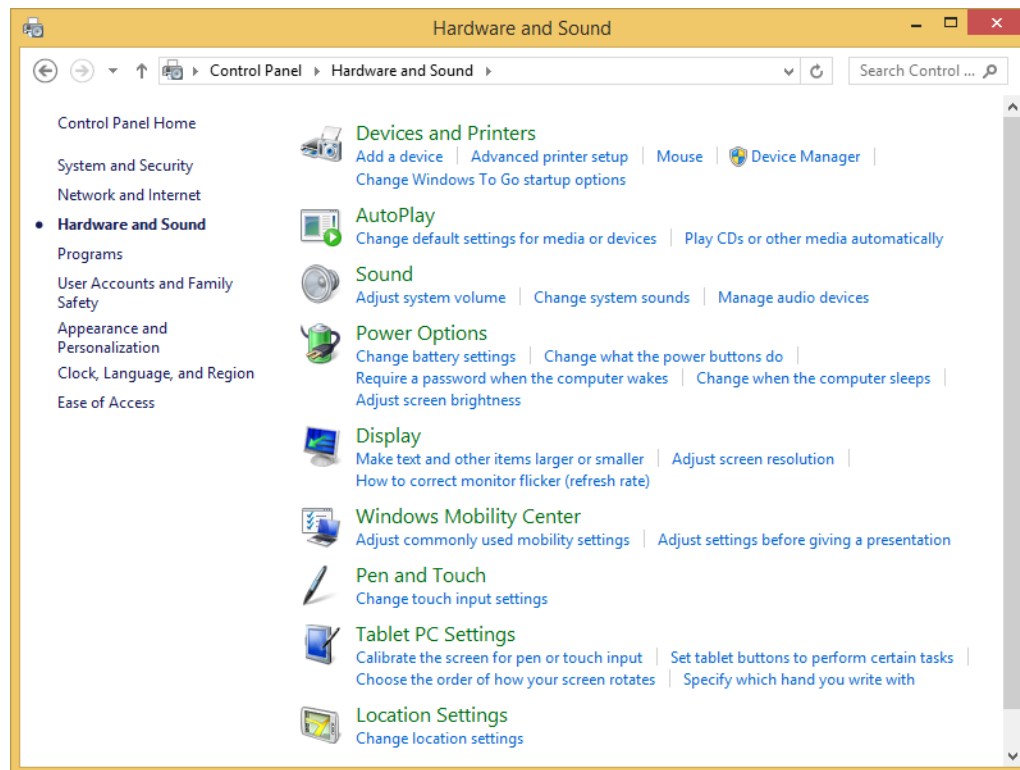 Hardware and Sound
Control Panel Hardware and Sound
Search Control ...
Control Panel Home
System and Security
Network and Internet
Hardware and Sound
Programs
User Accounts and Family
Safety
Appearance and
Personalization
Clock, Language, and Region
Ease of Access
Devices and Printers
Add a device Advanced printer setup Mouse Device Manager
Change Windows To Go startup options
AutoPlay
Change default settings for media or devices Play CDs or other media automatically
Sound
Adjust system volume Change system sounds Manage audio devices
Power Options
Change battery settings Change what the power buttons do
Require a password when the computer wakes Change when the computer sleeps
Adjust screen brightness
Display
Make text and other items larger or smaller Adjust screen resolution
How to correct monitor flicker (refresh rate)
Windows Mobility Center
Adjust commonly used mobility settings Adjust settings before giving a presentation
Pen and Touch
Change touch input settings
Tablet PC Settings
Calibrate the screen for pen or touch input Set tablet buttons to perform certain tasks
Choose the order of how your screen rotates Specify which hand you write with
Location Settings
Change location settings